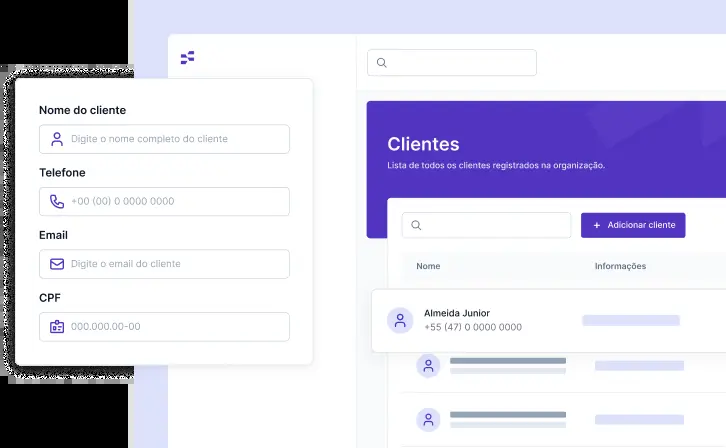 Nome do cliente
Digite o nome completo do cliente
Telefone
+00 (00) 0 0000 0000
Email
Digite o email do cliente
CPF
000.000.00-00
Clientes
Lista de todos os clientes registrados na organização.
+ Adicionar cliente
Nome Informações
Almeida Junior
+55 (47) 0 0000 0000